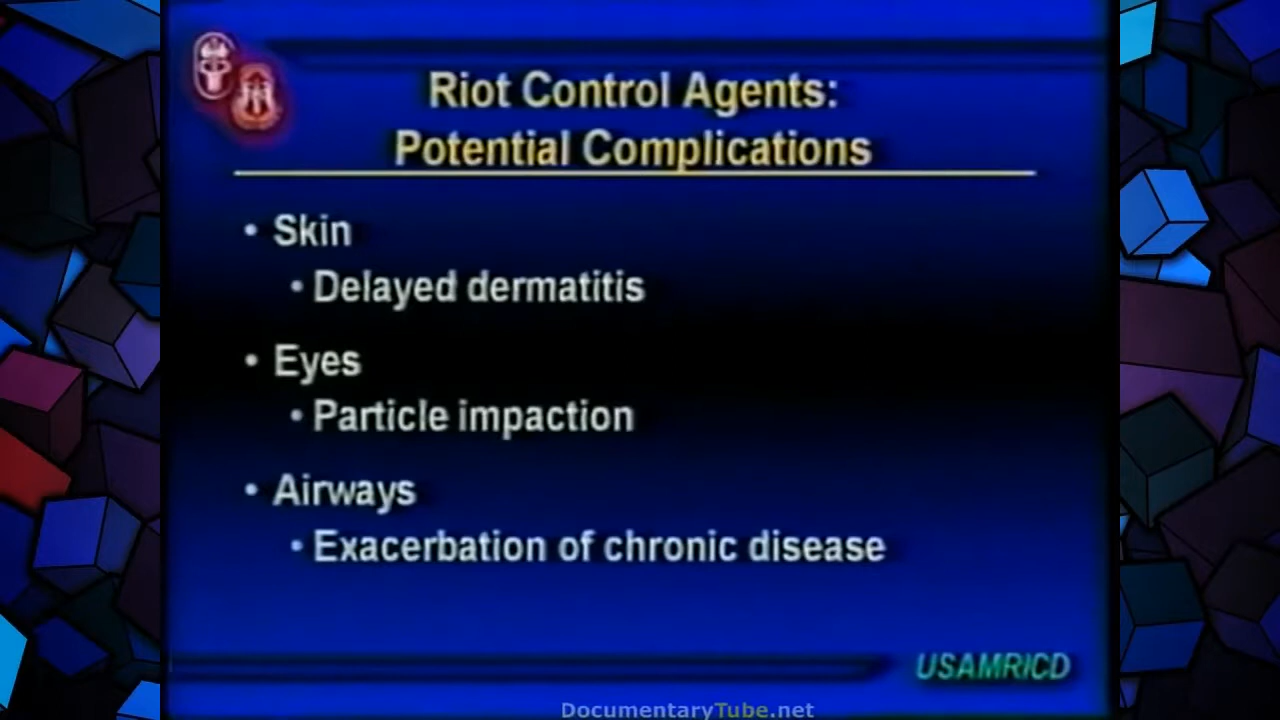 Riot Control Agents:
Potential Complications
• Skin
• Delayed dermatitis
• Eyes
• Particle impaction
• Airways
• Exacerbation of chronic disease
USAMRICD
DocumentaryTube.net